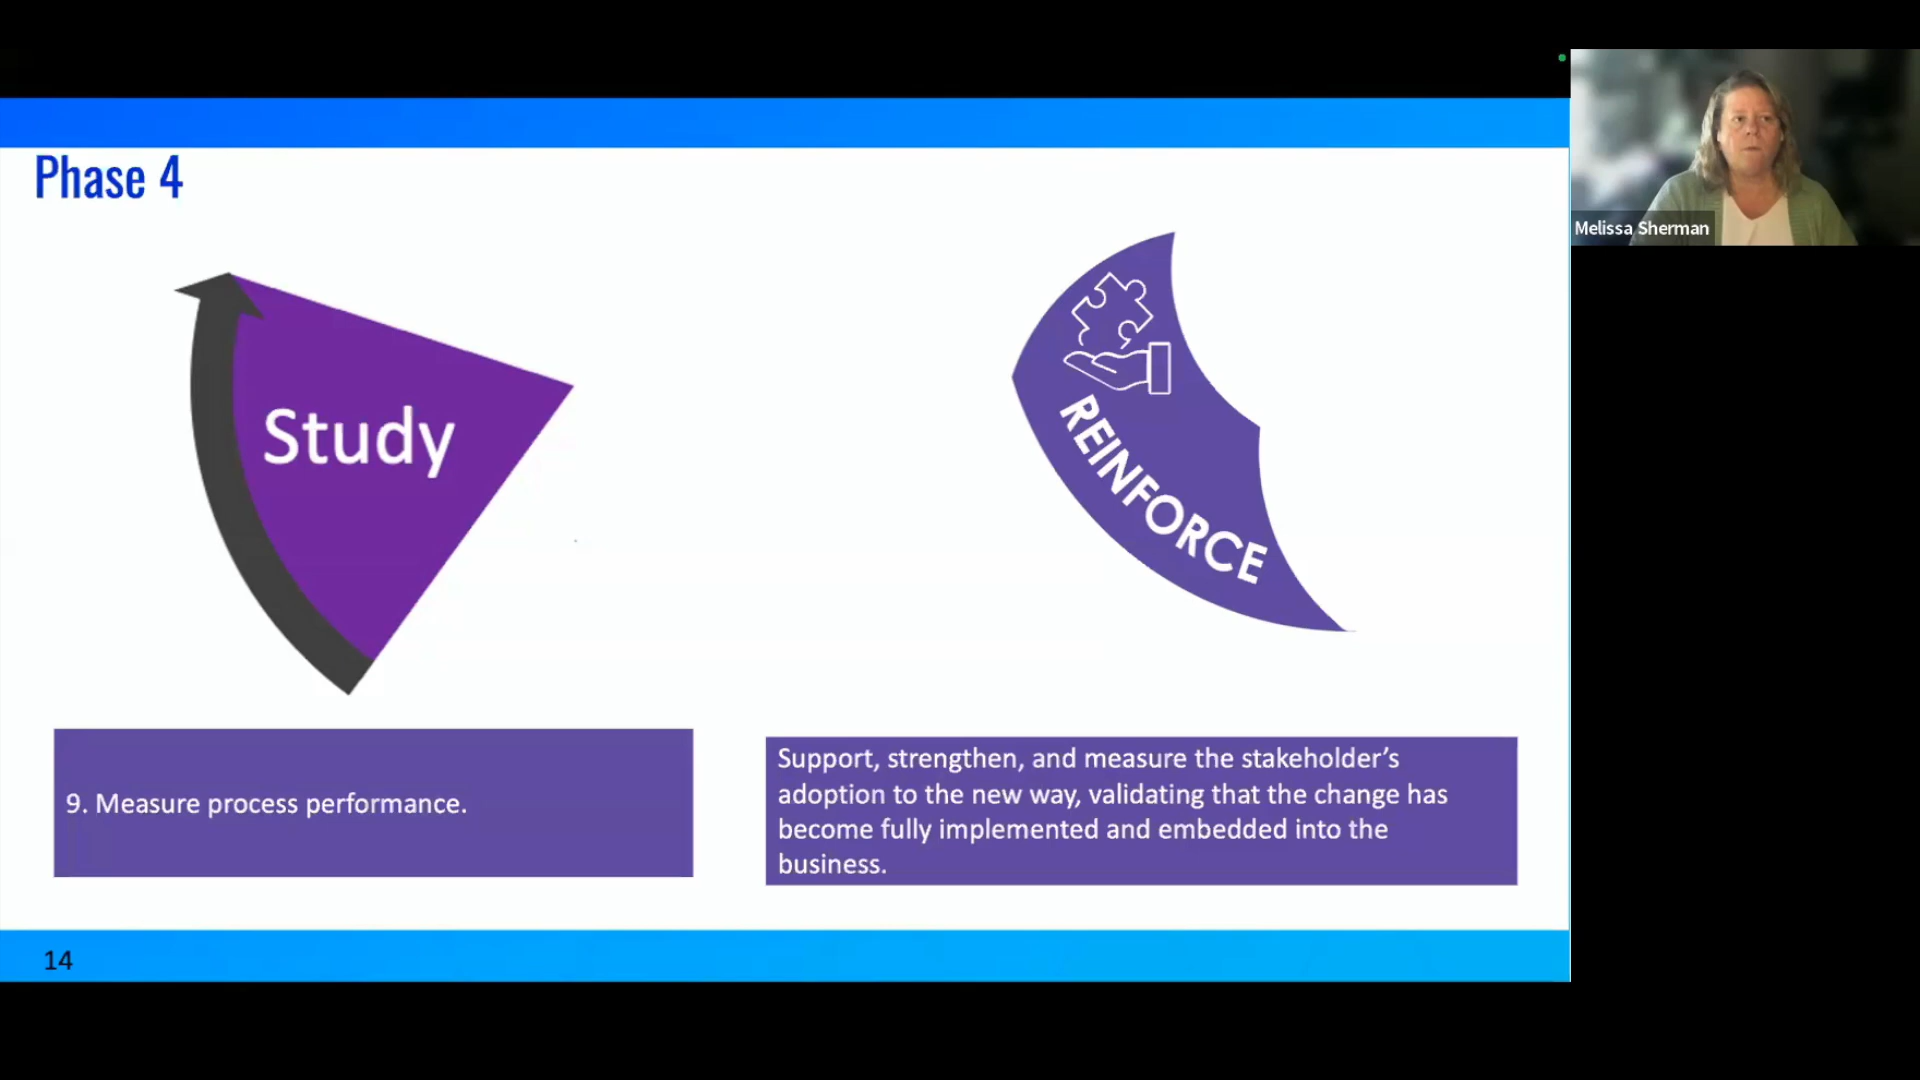 Phase 4
Study
REINFORCE
9. Measure process performance.
Support, strengthen, and measure the stakeholder’s
adoption to the new way, validating that the change has
become fully implemented and embedded into the
business.
14
Melissa Sherman